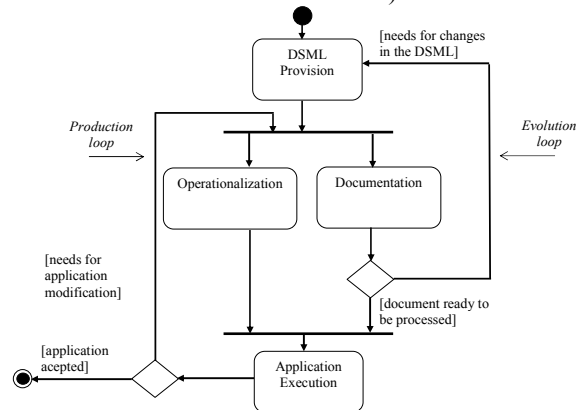 )
[needs for changes
in the DSML]
DSML
Provision
Production
loop
Evolution
loop
Operationalization
Documentation
[needs for
application
modification]
[document ready to
be processed]
[application
acepted]
Application
Execution